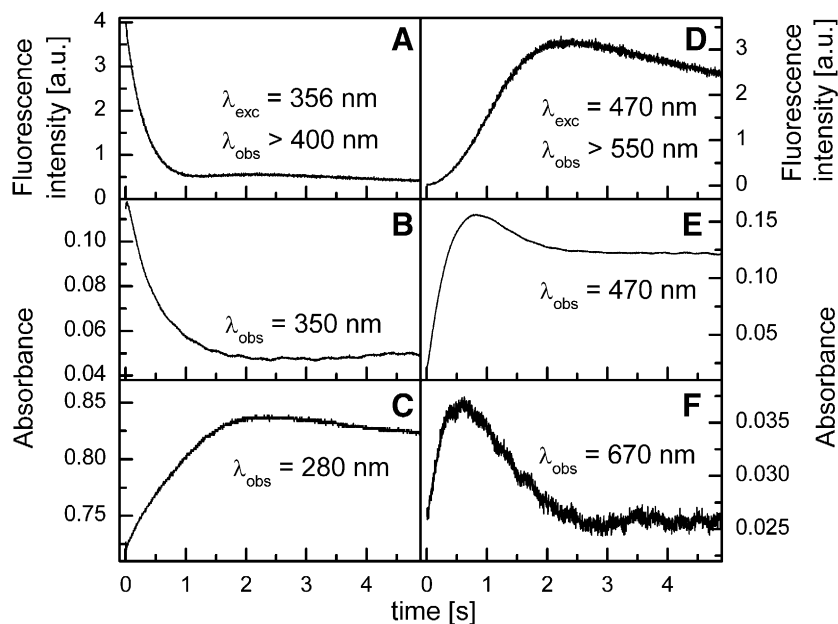 Fluorescence
intensity [a.u.]
4
3
2
1
0
A
λexc = 356 nm
λobs > 400 nm
D
λexc = 470 nm
λobs > 550 nm
3
2
1
0
Fluorescence
intensity [a.u.]
Absorbance
0.10
0.08
0.06
0.04
B
λobs = 350 nm
E
λobs = 470 nm
0.15
0.10
0.05
Absorbance
0.85
0.80
0.75
C
λobs = 280 nm
F
λobs = 670 nm
0.035
0.030
0.025
0 1 2 3 4 0 1 2 3 4
time [s]